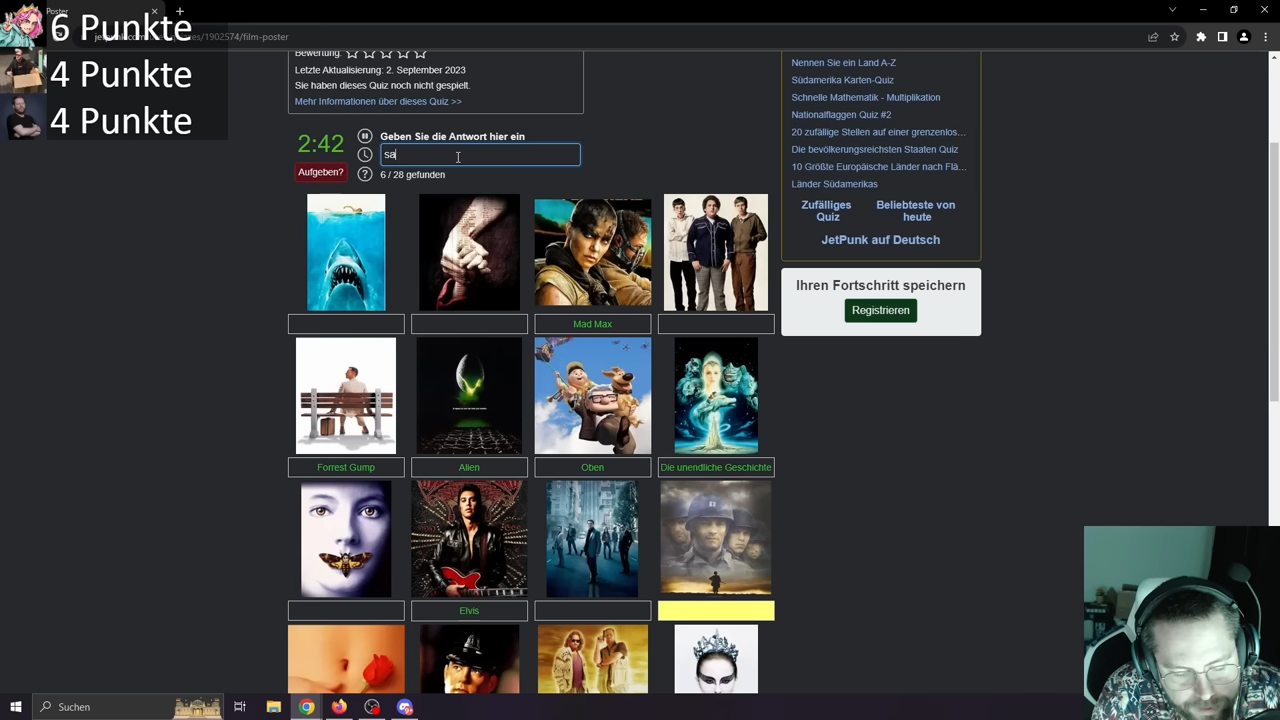 Poster
6 Punkte
4 Punkte
4 Punkte
1902574/film-poster
Bewertung:
Letzte Aktualisierung: 2. September 2023
Sie haben dieses Quiz noch nicht gespielt.
Mehr Informationen über dieses Quiz >>
2:42
Aufgeben?
Geben Sie die Antwort hier ein
sa
6 / 28 gefunden
Mad Max
Forrest Gump
Alien
Oben
Die unendliche Geschichte
Elvis
Nennen Sie ein Land A-Z
Südamerika Karten-Quiz
Schnelle Mathematik - Multiplikation
Nationalflaggen Quiz #2
20 zufällige Stellen auf einer grenzenlos...
Die bevölkerungsreichsten Staaten Quiz
10 Größte Europäische Länder nach Flä...
Länder Südamerikas
Zufälliges Quiz
Beliebteste von heute
JetPunk auf Deutsch
Ihren Fortschritt speichern
Registrieren
Suchen